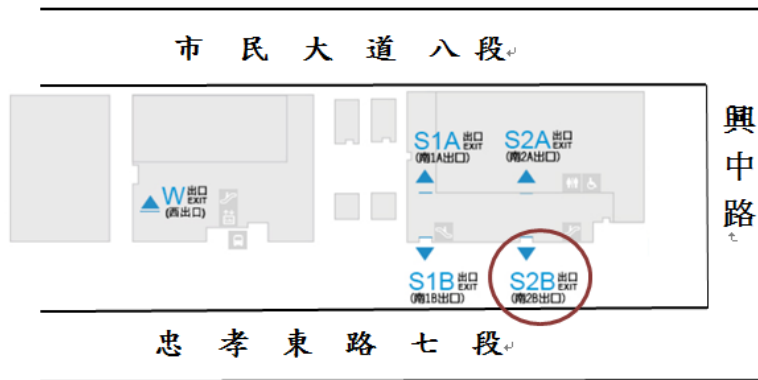 市民大道八段
興中路
S1A 出口 EXIT
(南1A出口)
S2A 出口 EXIT
(南2A出口)
W 出口 EXIT
(西出口)
S1B 出口 EXIT
(南1B出口)
S2B 出口 EXIT
(南2B出口)
忠孝東路七段